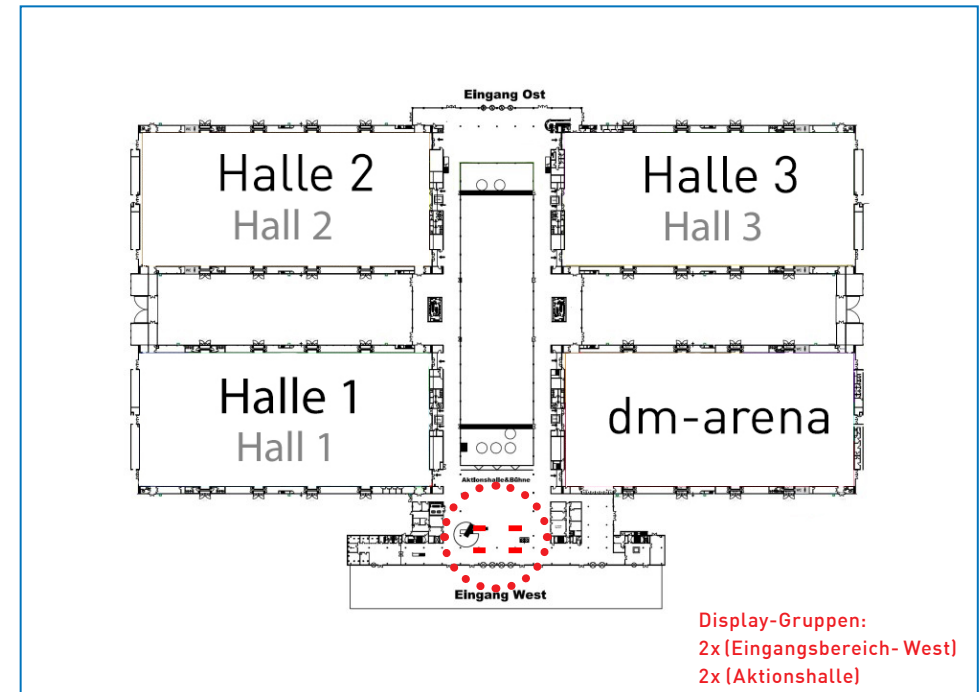 Eingang Ost
Halle 2
Hall 2
Halle 3
Hall 3
Halle 1
Hall 1
dm-arena
Aktionshalle&Bühne
Eingang West
Display-Gruppen:
2x (Eingangsbereich- West)
2x (Aktionshalle)